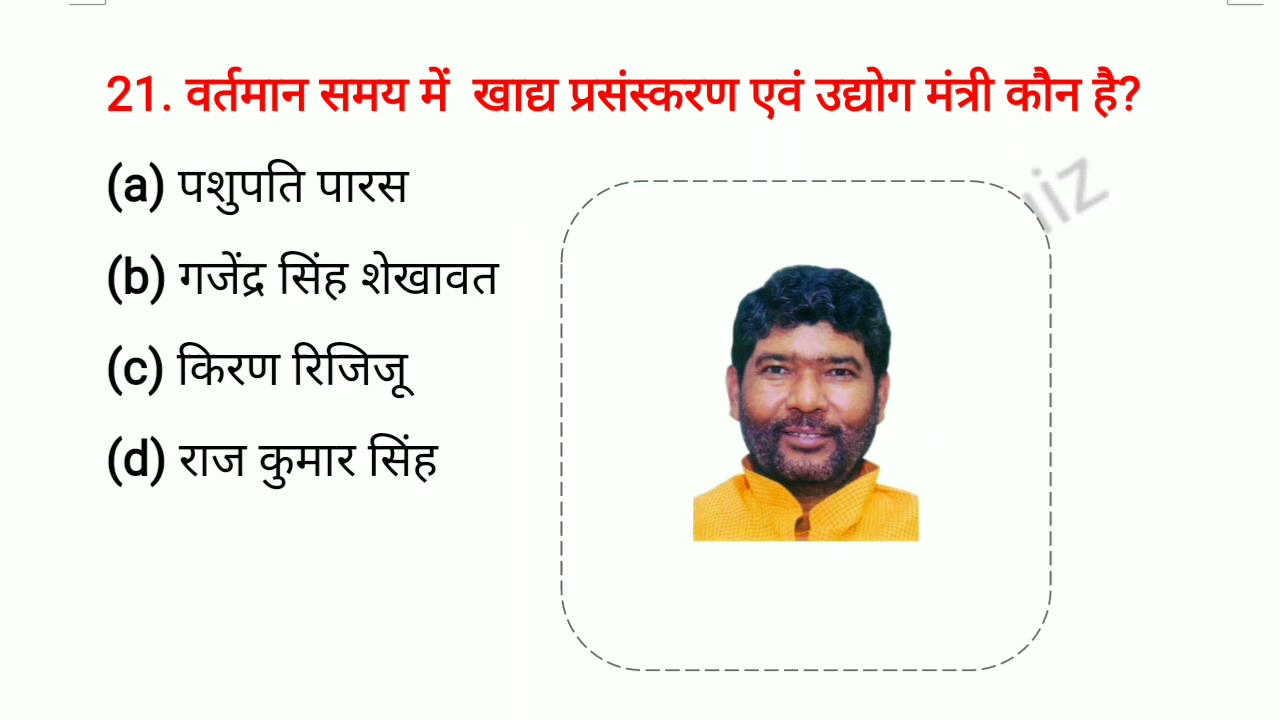 21. वर्तमान समय में खाद्य प्रसंस्करण एवं उद्योग मंत्री कौन है?
(a) पशुपति पारस
(b) गजेंद्र सिंह शेखावत
(c) किरण रिजिजू
(d) राज कुमार सिंह